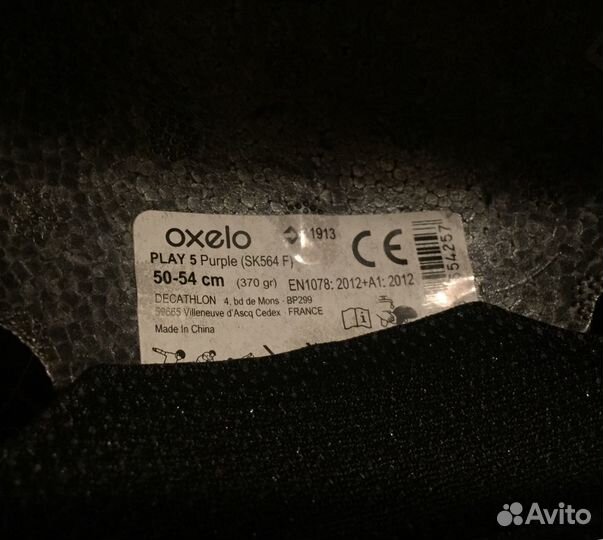 oxelo 1913 CE
PLAY 5 Purple (SK564 F)
50-54 cm (370 gr) EN1078: 2012+A1: 2012
DECATHLON 4, bd de Mons - BP299
59665 Villeneuve d'Ascq Cedex - FRANCE
Made In China
554257
Avito